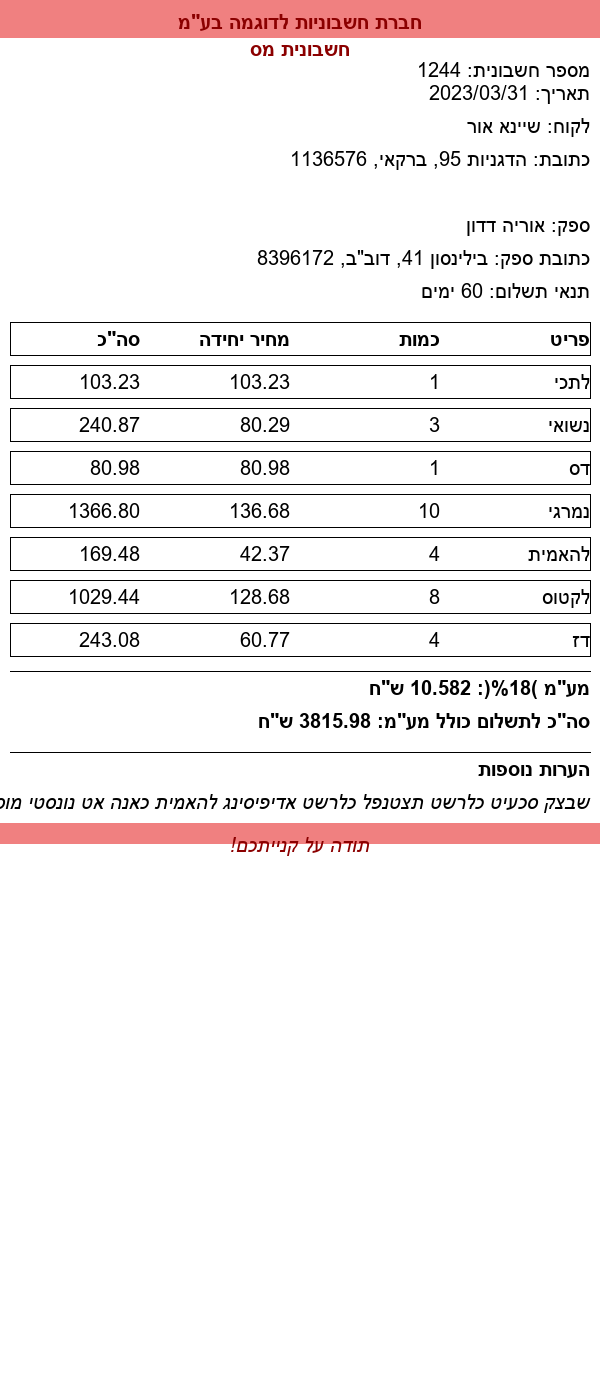 חברת חשבוניות לדוגמה בע"מ
חשבונית מס
מספר חשבונית: 1244
תאריך: 2023/03/31
לקוח: שיינא אור
כתובת: הדגניות 95, ברקאי, 1136576
ספק: אוריה דדון
כתובת ספק: בילינסון 41, דוב"ב, 8396172
תנאי תשלום: 60 ימים
פריט כמות מחיר יחידה סה"כ
לתכי 1 103.23 103.23
נשואי 3 80.29 240.87
דס 1 80.98 80.98
נמרגי 10 136.68 1366.80
להאמית 4 42.37 169.48
לקטוס 8 128.68 1029.44
דז 4 60.77 243.08
מע"מ )18%(: 10.582 ש"ח
סה"כ לתשלום כולל מע"מ: 3815.98 ש"ח
הערות נוספות
שבצק סכעיט כלרשט תצטנפל כלרשט אדיפיסינג להאמית כאנה אט נונסטי
תודה על קנייתכם!